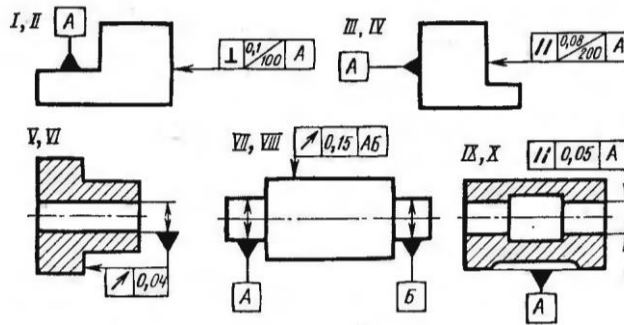 I, II
А
⊥ 0,1/100 А
III, IV
А
// 0,08/200 А
V, VI
↗ 0,04
VII, VIII
↗ 0,15 АБ
А
Б
IX, X
// 0,05 А
А